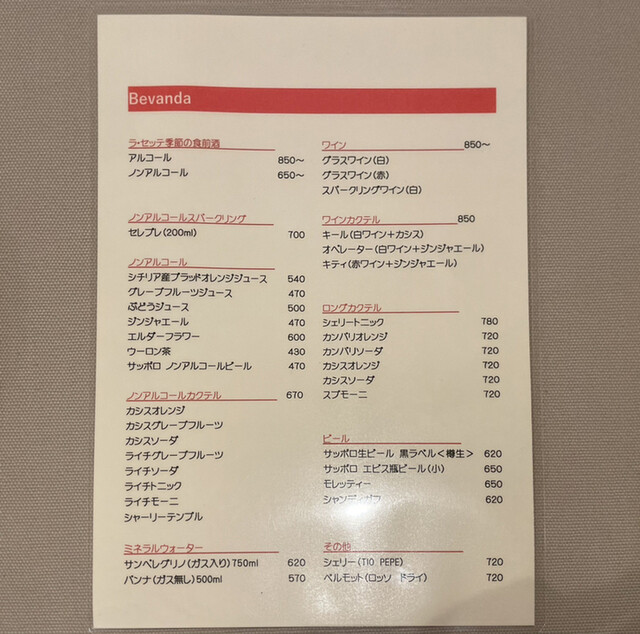 Bevanda
ラ・セッテ季節の食前酒
アルコール 850〜
ノンアルコール 650〜
ノンアルコールスパークリング
セレブレ(200ml) 700
ノンアルコール
シチリア産ブラッドオレンジジュース 540
グレープフルーツジュース 470
ぶどうジュース 500
ジンジャエール 470
エルダーフラワー 600
ウーロン茶 430
サッポロ ノンアルコールビール 470
ノンアルコールカクテル 670
カシスオレンジ
カシスグレープフルーツ
カシスソーダ
ライチグレープフルーツ
ライチソーダ
ライチトニック
ライチモーニ
シャーリーテンプル
ミネラルウォーター
サンペレグリノ(ガス入り)750ml 620
パンナ(ガス無し)500ml 570
ワイン 850〜
グラスワイン(白)
グラスワイン(赤)
スパークリングワイン(白)
ワインカクテル 850
キール(白ワイン+カシス)
オペレーター(白ワイン+ジンジャエール)
キティ(赤ワイン+ジンジャエール)
ロングカクテル
シェリートニック 780
カンパリオレンジ 720
カンパリソーダ 720
カシスオレンジ 720
カシスソーダ 720
スプモーニ 720
ビール
サッポロ生ビール 黒ラベル<樽生> 620
サッポロ エビス瓶ビール(小) 650
モレッティー 650
シャンディガフ 620
その他
シェリー(TIO PEPE) 720
ベルモット(ロッソ ドライ) 720